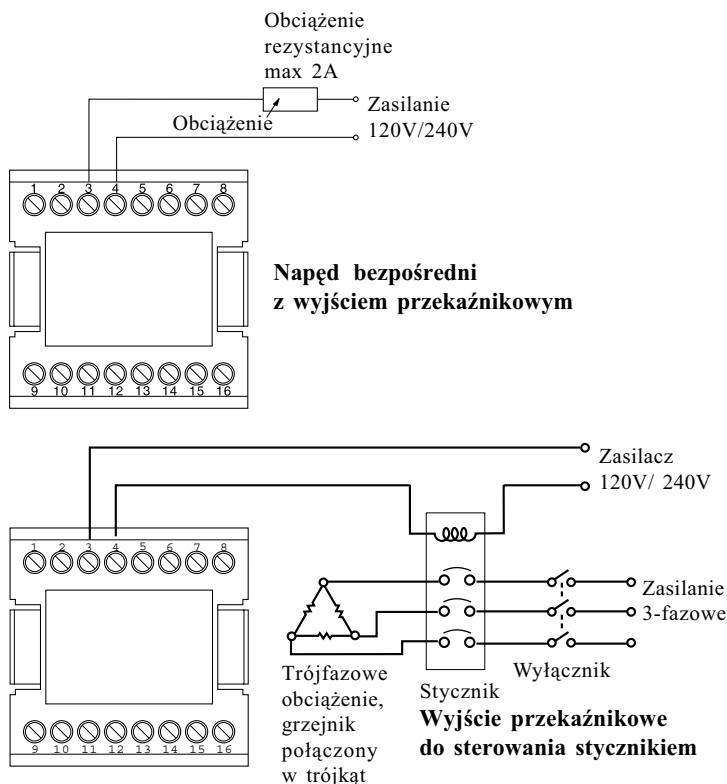 Obciążenie
rezystancyjne
max 2A
Zasilanie
Obciążenie
120V/240V
1 2 3 4 5 6 7 8
Napęd bezpośredni
z wyjściem przekaźnikowym
9 10 11 12 13 14 15 16
Zasilacz
120V/ 240V
1 2 3 4 5 6 7 8
Zasilanie
3-fazowe
Wyłącznik
Trójfazowe
obciążenie,
grzejnik
połączony
w trójkąt
Stycznik
Wyjście przekaźnikowe
do sterowania stycznikiem
9 10 11 12 13 14 15 16